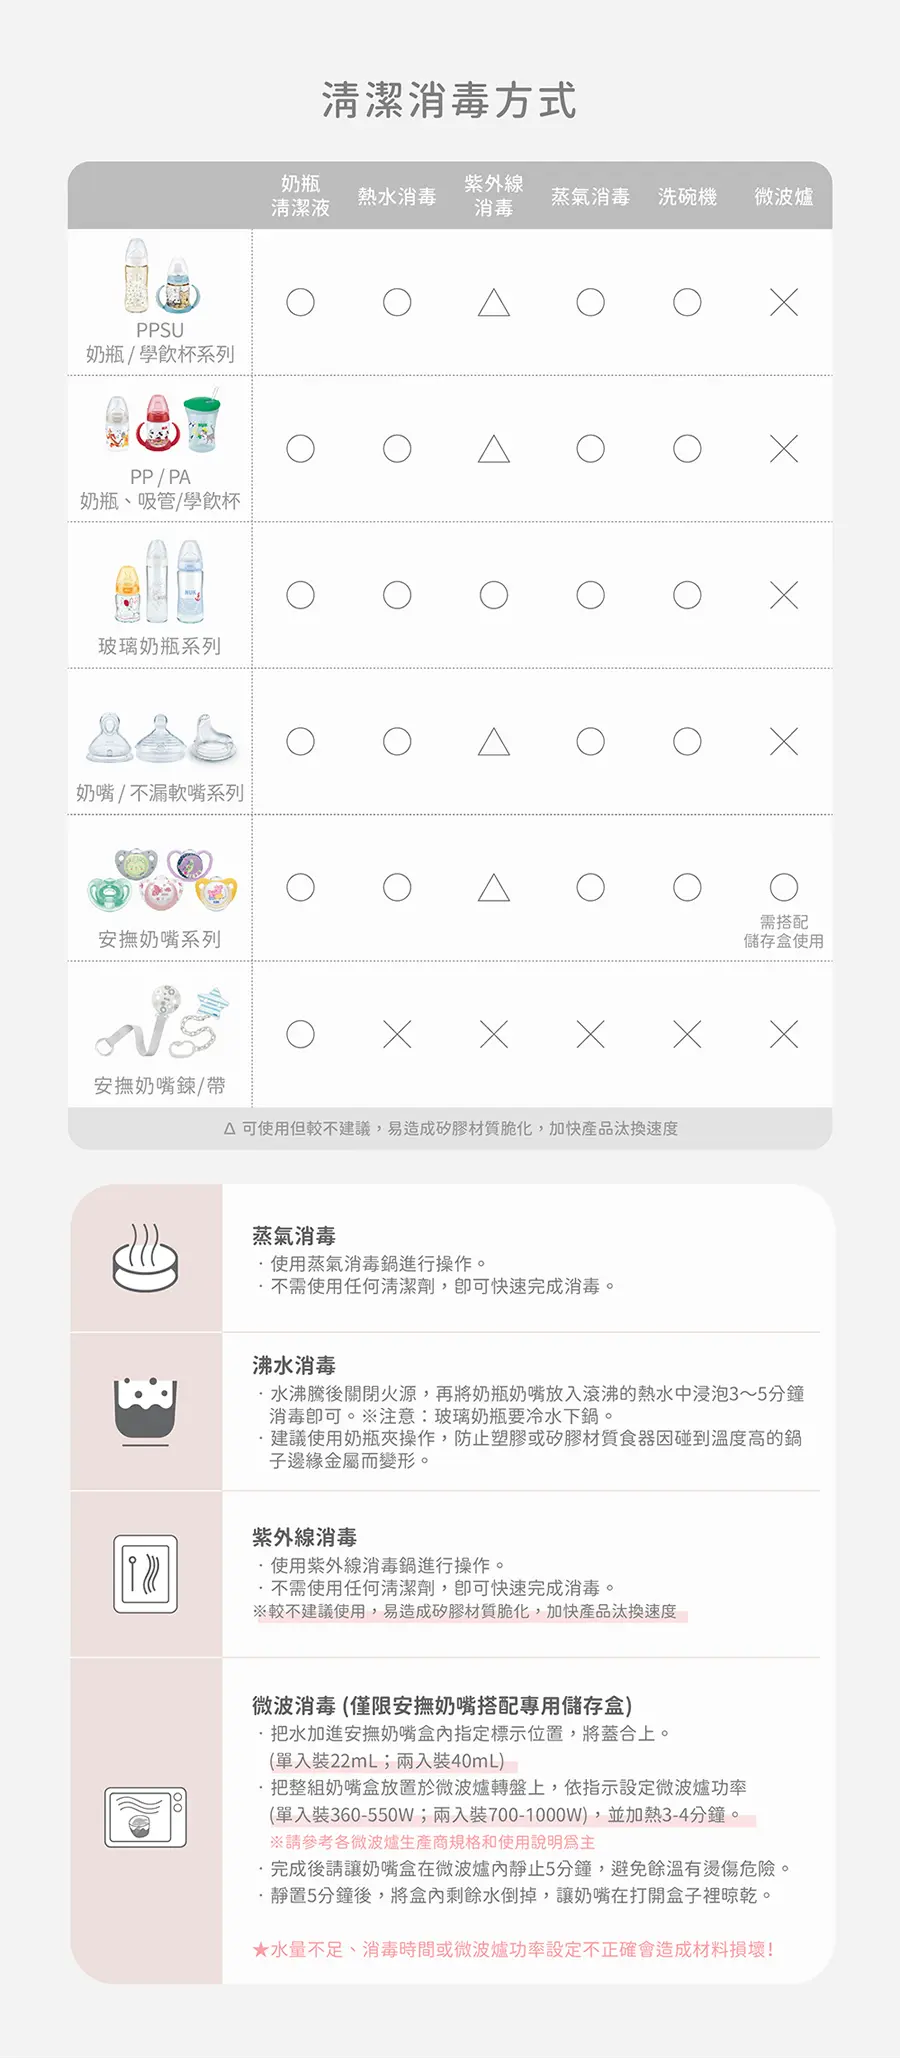 清潔消毒方式
奶瓶
清潔液
熱水消毒
紫外線
消毒
蒸氣消毒
洗碗機
微波爐
PPSU
奶瓶 / 學飲杯系列
○ ○ △ ○ ○ ×
PP / PA
奶瓶、吸管/學飲杯
○ ○ △ ○ ○ ×
玻璃奶瓶系列
○ ○ ○ ○ ○ ×
奶嘴 / 不漏軟嘴系列
○ ○ △ ○ ○ ×
安撫奶嘴系列
○ ○ △ ○ ○ ○
需搭配
儲存盒使用
安撫奶嘴鍊/帶
○ × × × × ×
Δ 可使用但較不建議，易造成矽膠材質脆化，加快產品汰換速度
蒸氣消毒
· 使用蒸氣消毒鍋進行操作。
· 不需使用任何清潔劑，即可快速完成消毒。
沸水消毒
· 水沸騰後關閉火源，再將奶瓶奶嘴放入滾沸的熱水中浸泡3～5分鐘
消毒即可。※注意：玻璃奶瓶要冷水下鍋。
· 建議使用奶瓶夾操作，防止塑膠或矽膠材質食器因碰到溫度高的鍋
子邊緣金屬而變形。
紫外線消毒
· 使用紫外線消毒鍋進行操作。
· 不需使用任何清潔劑，即可快速完成消毒。
※較不建議使用，易造成矽膠材質脆化，加快產品汰換速度
微波消毒 (僅限安撫奶嘴搭配專用儲存盒)
· 把水加進安撫奶嘴盒內指定標示位置，將蓋合上。
(單入裝22mL；兩入裝40mL)
· 把整組奶嘴盒放置於微波爐轉盤上，依指示設定微波爐功率
(單入裝360-550W；兩入裝700-1000W)，並加熱3-4分鐘。
※請參考各微波爐生產商規格和使用說明為主
· 完成後請讓奶嘴盒在微波爐內靜止5分鐘，避免餘溫有燙傷危險。
· 靜置5分鐘後，將盒內剩餘水倒掉，讓奶嘴在打開盒子裡晾乾。
★水量不足、消毒時間或微波爐功率設定不正確會造成材料損壞!